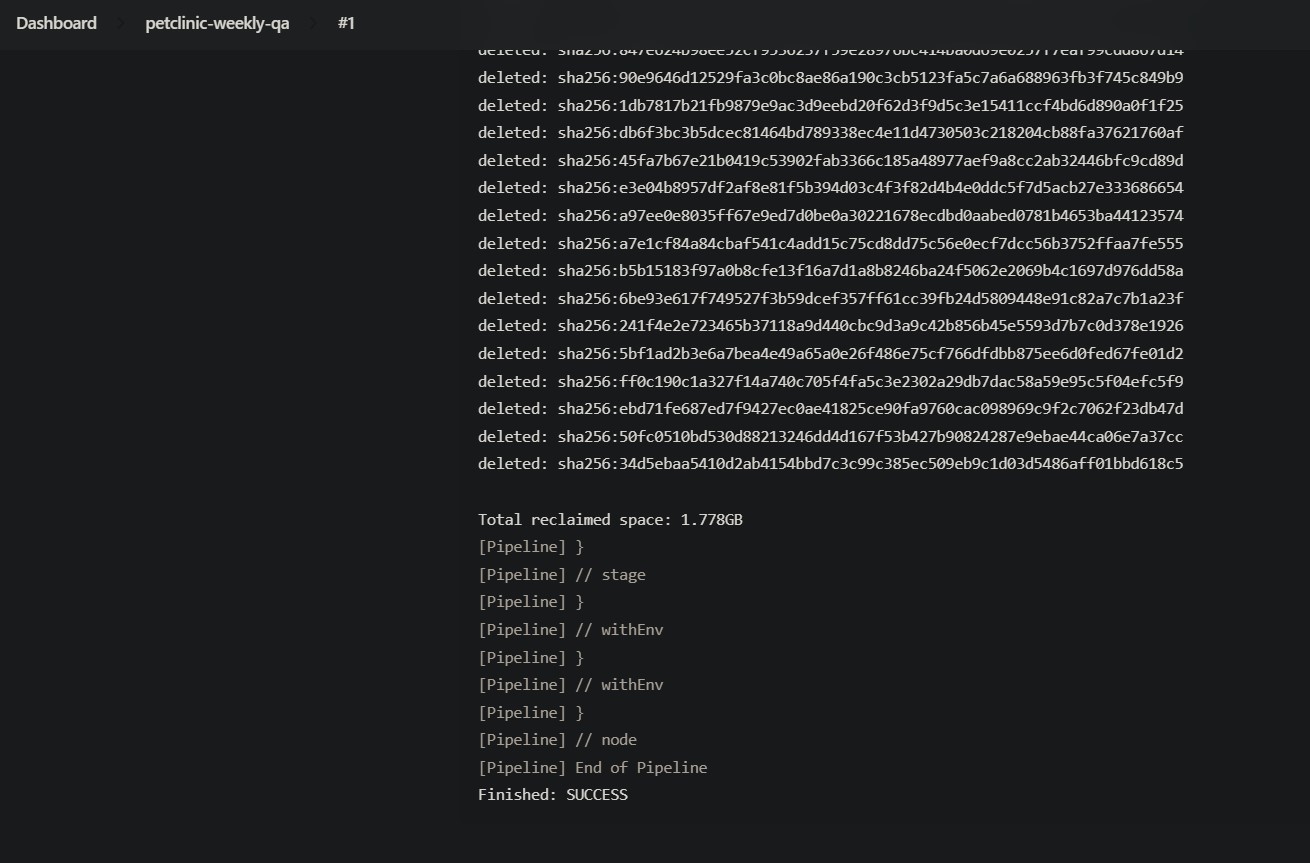 Dashboard > petclinic-weekly-qa > #1
deleted: sha256:90e9646d12529fa3c0bc8ae86a190c3cb5123fa5c7a6a688963fb3f745c849b9
deleted: sha256:1db7817b21fb9879e9ac3d9eebd20f62d3f9d5c3e15411ccf4bd6d890a0f1f25
deleted: sha256:db6f3bc3b5dcec81464bd789338ec4e11d4730503c218204cb88fa37621760af
deleted: sha256:45fa7b67e21b0419c53902fab3366c185a48977aef9a8cc2ab32446bfc9cd89d
deleted: sha256:e3e04b8957df2af8e81f5b394d03c4f3f82d4b4e0ddc5f7d5acb27e333686654
deleted: sha256:a97ee0e8035ff67e9ed7d0be0a30221678ecdbd0aabed0781b4653ba44123574
deleted: sha256:a7e1cf84a84cbaf541c4add15c75cd8dd75c56e0ecf7dcc56b3752ffaa7fe555
deleted: sha256:b5b15183f97a0b8cfe13f16a7d1a8b8246ba24f5062e2069b4c1697d976dd58a
deleted: sha256:6be93e617f749527f3b59dcef357ff61cc39fb24d5809448e91c82a7c7b1a23f
deleted: sha256:241f4e2e723465b37118a9d440cbc9d3a9c42b856b45e5593d7b7c0d378e1926
deleted: sha256:5bf1ad2b3e6a7bea4e49a65a0e26f486e75cf766dfdbb875ee6d0fed67fe01d2
deleted: sha256:ff0c190c1a327f14a740c705f4fa5c3e2302a29db7dac58a59e95c5f04efc5f9
deleted: sha256:ebd71fe687ed7f9427ec0ae41825ce90fa9760cac098969c9f2c7062f23db47d
deleted: sha256:50fc0510bd530d88213246dd4d167f53b427b90824287e9ebae44ca06e7a37cc
deleted: sha256:34d5ebaa5410d2ab4154bbd7c3c99c385ec509eb9c1d03d5486aff01bbd618c5
Total reclaimed space: 1.778GB
[Pipeline] }
[Pipeline] // stage
[Pipeline] }
[Pipeline] // withEnv
[Pipeline] }
[Pipeline] // withEnv
[Pipeline] }
[Pipeline] // node
[Pipeline] End of Pipeline
Finished: SUCCESS